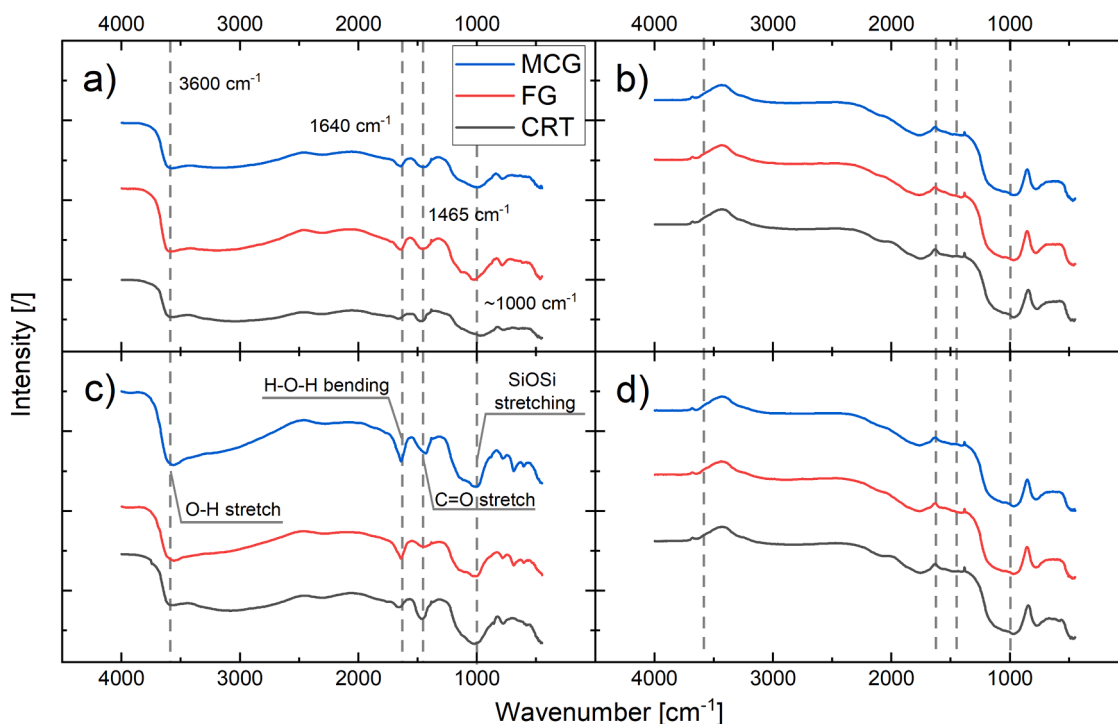 4000 3000 2000 1000 4000 3000 2000 1000
a) 3600 cm⁻¹ MCG b)
FG
1640 cm⁻¹ CRT
1465 cm⁻¹
~1000 cm⁻¹
Intensity [/]
c) H-O-H bending SiOSi d)
stretching
C=O stretch
O-H stretch
4000 3000 2000 1000 4000 3000 2000 1000
Wavenumber [cm⁻¹]